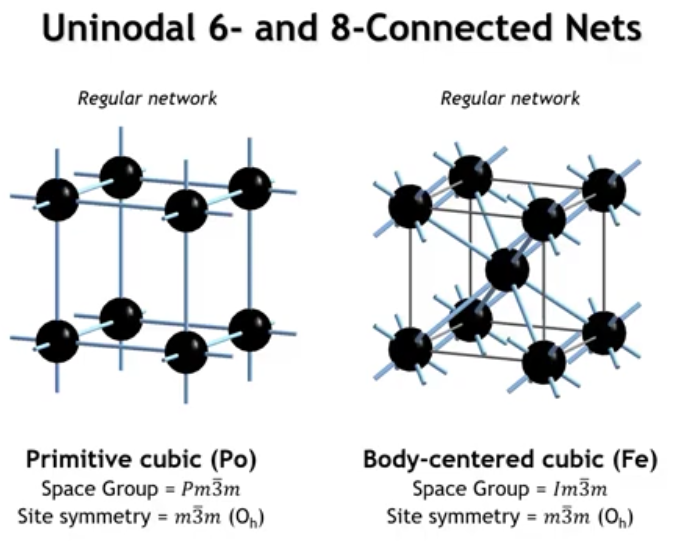 Uninodal 6- and 8-Connected Nets
Regular network
Regular network
Primitive cubic (Po)
Space Group = Pm3̅m
Site symmetry = m3̅m (Oₕ)
Body-centered cubic (Fe)
Space Group = Im3̅m
Site symmetry = m3̅m (Oₕ)